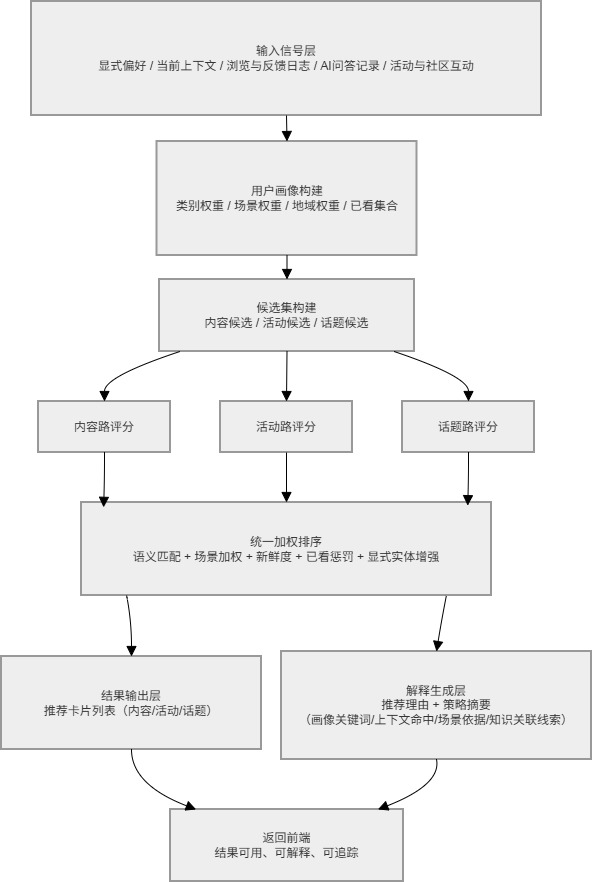 输入信号层
显式偏好 / 当前上下文 / 浏览与反馈日志 / AI问答记录 / 活动与社区互动
用户画像构建
类别权重 / 场景权重 / 地域权重 / 已看集合
候选集构建
内容候选 / 活动候选 / 话题候选
内容路评分
活动路评分
话题路评分
统一加权排序
语义匹配 + 场景加权 + 新鲜度 + 已看惩罚 + 显式实体增强
结果输出层
推荐卡片列表（内容/活动/话题）
解释生成层
推荐理由 + 策略摘要
（画像关键词/上下文命中/场景依据/知识关联线索）
返回前端
结果可用、可解释、可追踪